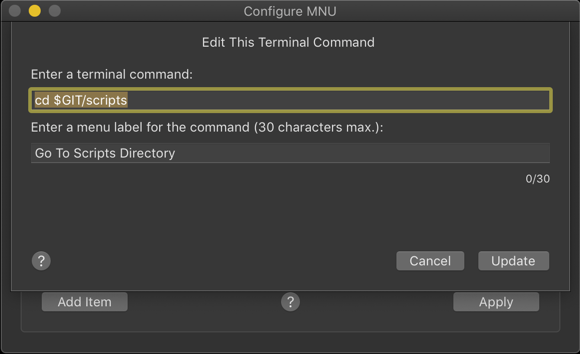 Configure MNU
Edit This Terminal Command
Enter a terminal command:
cd $GIT/scripts
Enter a menu label for the command (30 characters max.):
Go To Scripts Directory
0/30
? Cancel Update
Add Item ? Apply